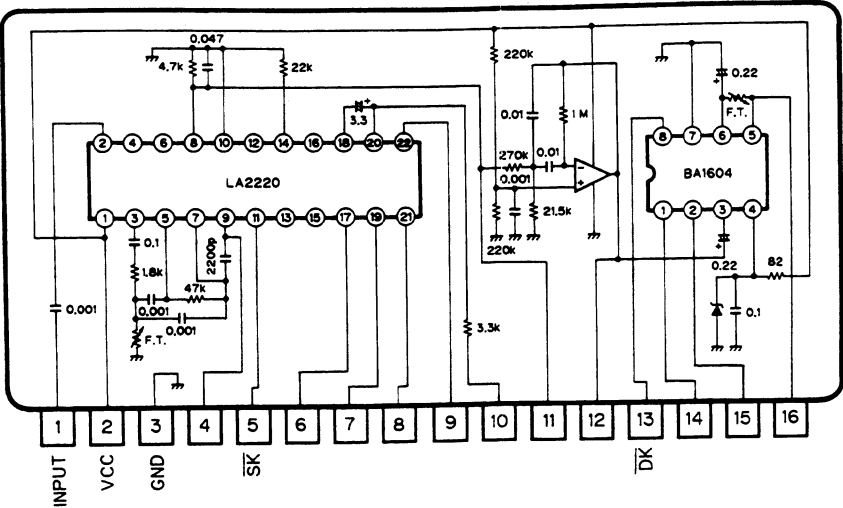 0.047
4.7k
22k
220k
0.22
+
3.3
+
0.01
1M
F.T.
2 4 6 8 10 12 14 16 18 20 22
8 7 6 5
270k
0.01
0.001
−
+
LA2220
BA1604
1 3 5 7 9 11 13 15 17 19 21
1 2 3 4
21.5k
220k
+
0.1
2200p
1.8k
0.22
82
47k
0.001
0.001
0.001
F.T.
3.3k
0.1
1 2 3 4 5 6 7 8 9 10 11 12 13 14 15 16
INPUT
VCC
GND
SK
DK